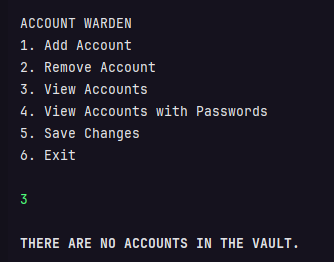 ACCOUNT WARDEN
1. Add Account
2. Remove Account
3. View Accounts
4. View Accounts with Passwords
5. Save Changes
6. Exit
3
THERE ARE NO ACCOUNTS IN THE VAULT.